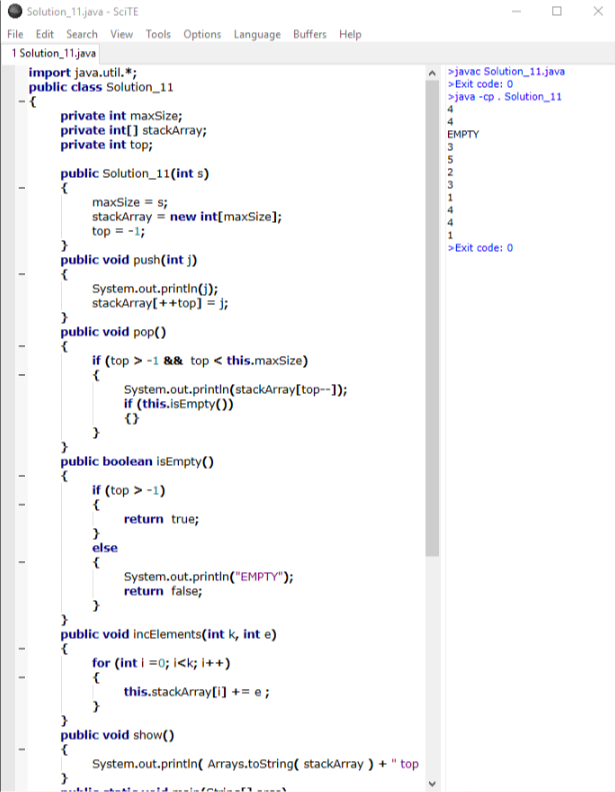 Solution_11.java - SciTE
File Edit Search View Tools Options Language Buffers Help
1 Solution_11.java
import java.util.*;
public class Solution_11
{
private int maxSize;
private int[] stackArray;
private int top;
public Solution_11(int s)
{
maxSize = s;
stackArray = new int[maxSize];
top = -1;
}
public void push(int j)
{
System.out.println(j);
stackArray[++top] = j;
}
public void pop()
{
if (top > -1 && top < this.maxSize)
{
System.out.println(stackArray[top--]);
if (this.isEmpty())
{}
}
}
public boolean isEmpty()
{
if (top > -1)
{
return true;
}
else
{
System.out.println("EMPTY");
return false;
}
}
public void incElements(int k, int e)
{
for (int i =0; i<k; i++)
{
this.stackArray[i] += e ;
}
}
public void show()
{
System.out.println( Arrays.toString( stackArray ) + " top
}
>javac Solution_11.java
>Exit code: 0
>java -cp . Solution_11
4
4
EMPTY
3
5
2
3
1
4
4
1
>Exit code: 0